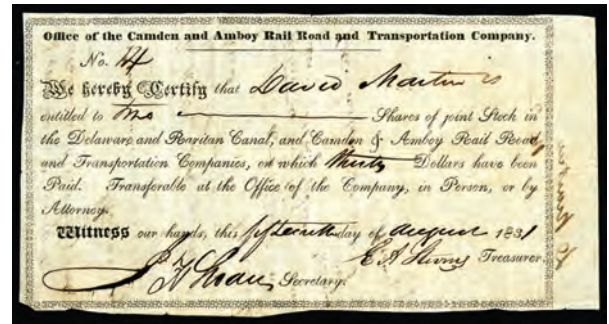 Office of the Camden and Amboy Rail Road and Transportation Company.
No.
We hereby Certify that David Martin is
entitled to Shares of joint Stock in
the Delaware and Raritan Canal, and Camden & Amboy Rail Road
and Transportation Companies, on which thirty Dollars have been
Paid. Transferable at the Office of the Company, in Person, or by
Attorney.
Witness our hands, this fifteenth day of August 1831
Secretary. Treasurer.